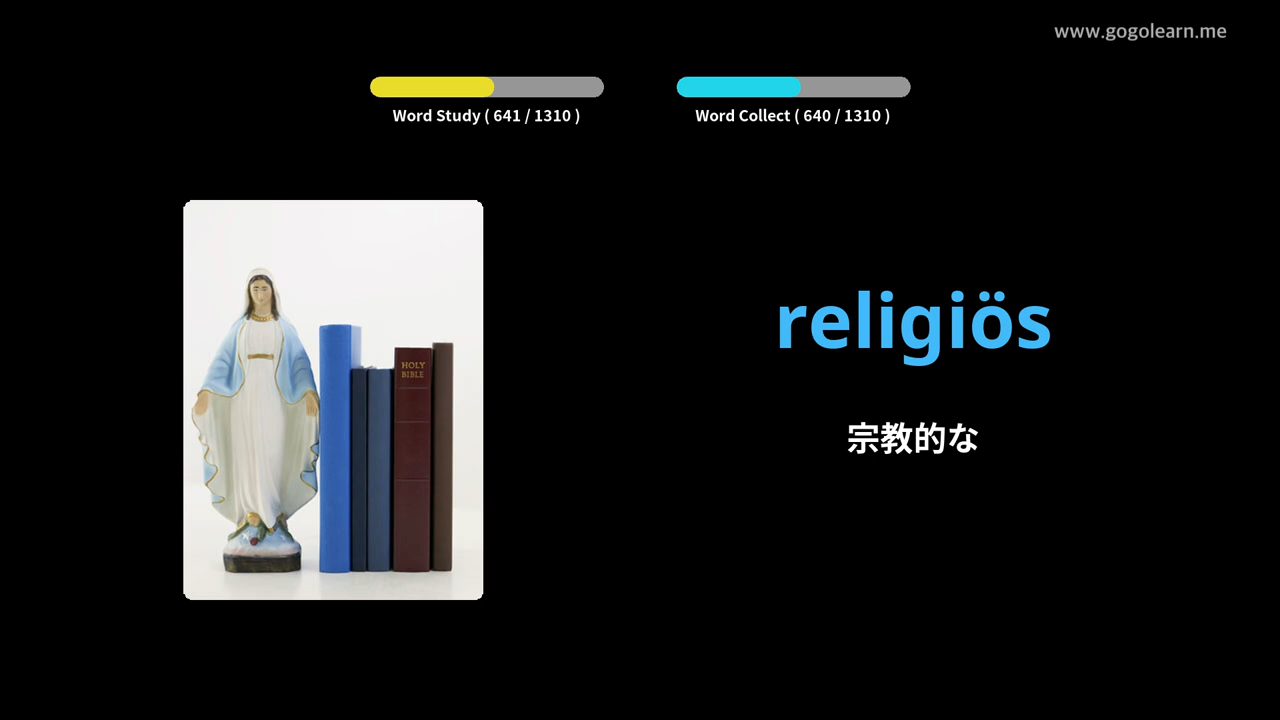 www.gogolearn.me
Word Study ( 641 / 1310 )
Word Collect ( 640 / 1310 )
HOLY
BIBLE
religiös
宗教的な